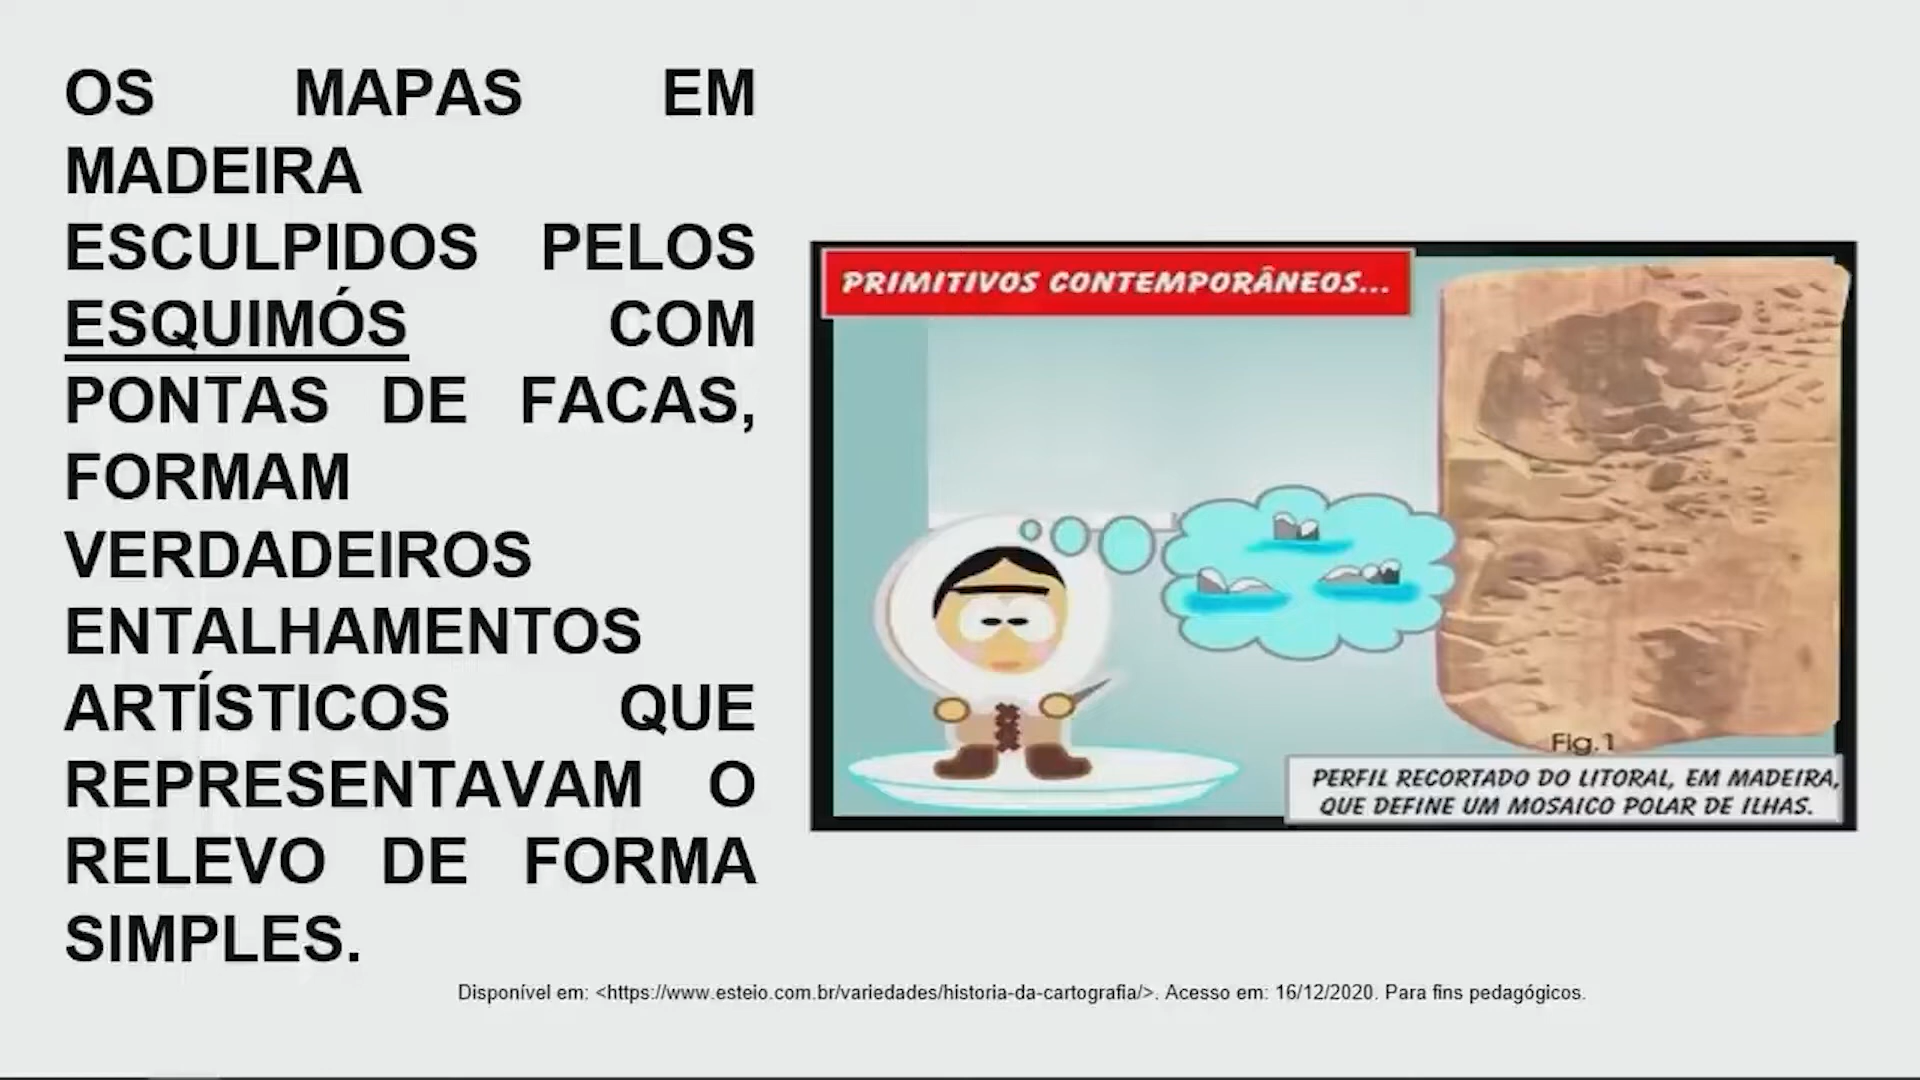 OS MAPAS EM
MADEIRA
ESCULPIDOS PELOS
ESQUIMÓS COM
PONTAS DE FACAS,
FORMAM
VERDADEIROS
ENTALHAMENTOS
ARTÍSTICOS QUE
REPRESENTAVAM O
RELEVO DE FORMA
SIMPLES.
PRIMITIVOS CONTEMPORÂNEOS...
Fig.1
PERFIL RECORTADO DO LITORAL, EM MADEIRA,
QUE DEFINE UM MOSAICO POLAR DE ILHAS.
Disponível em: <https://www.esteio.com.br/variedades/historia-da-cartografia/>. Acesso em: 16/12/2020. Para fins pedagógicos.